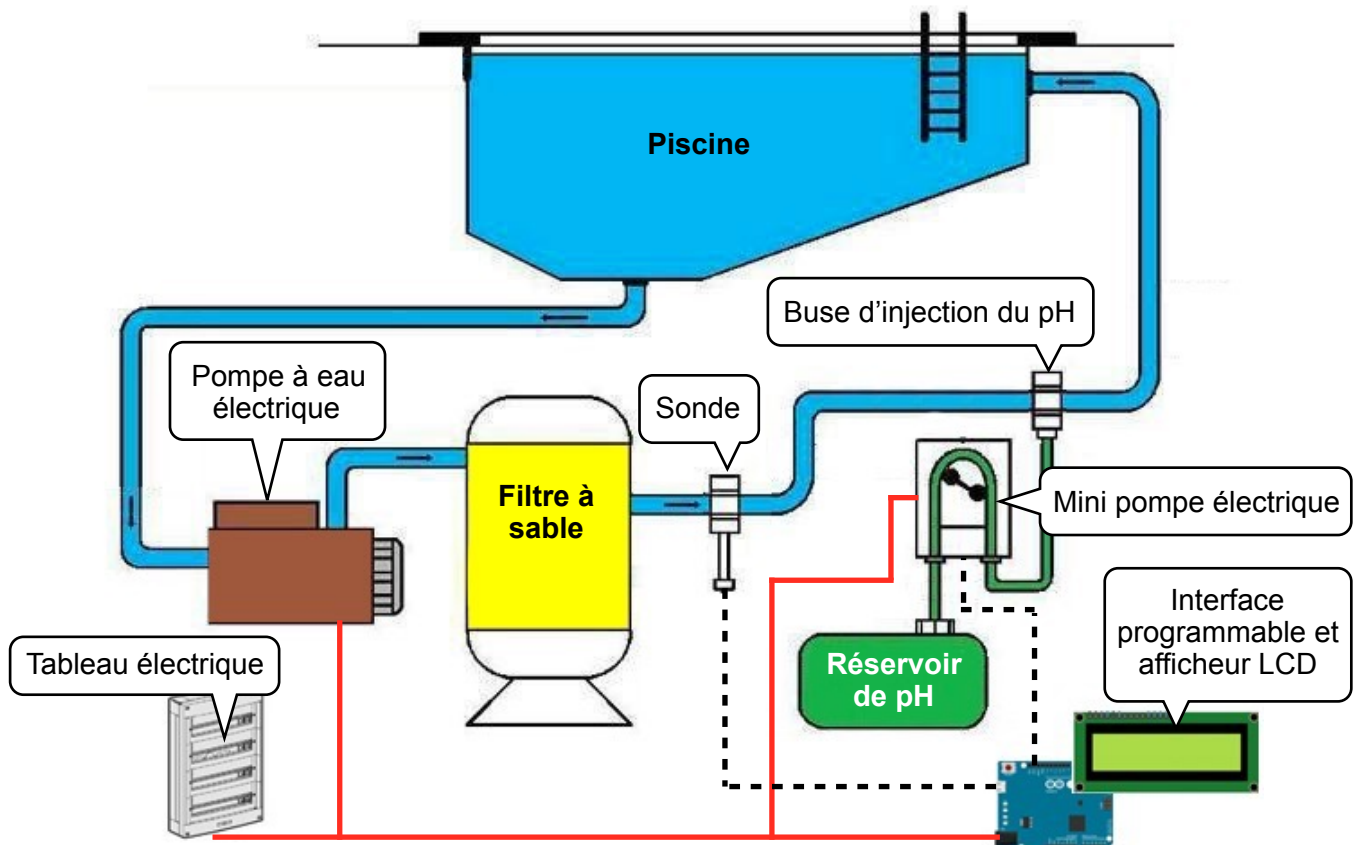 Piscine
Buse d'injection du pH
Pompe à eau
électrique
Sonde
Filtre à
sable
Mini pompe électrique
Interface
programmable et
afficheur LCD
Tableau électrique
Réservoir
de pH